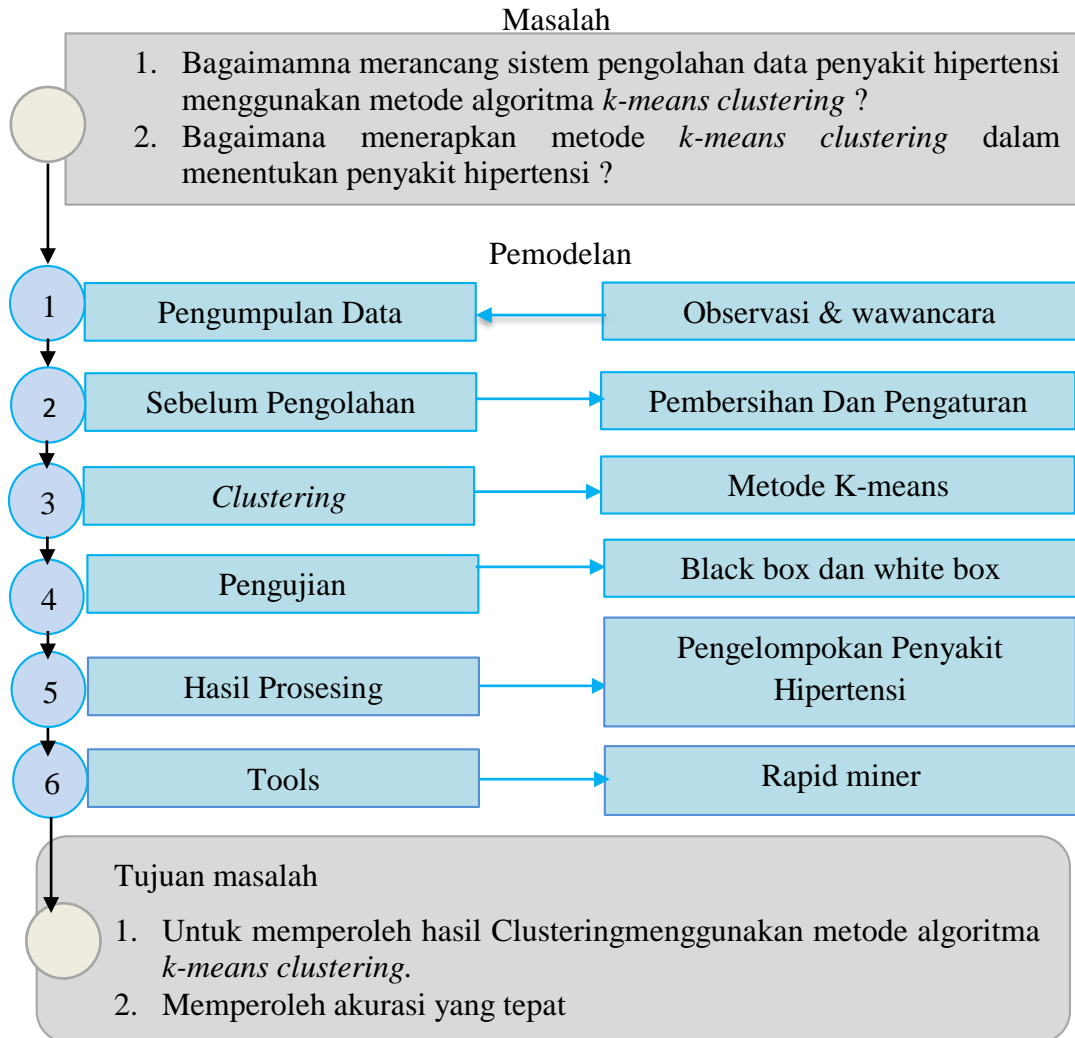 Masalah
1. Bagaimamna merancang sistem pengolahan data penyakit hipertensi
menggunakan metode algoritma k-means clustering ?
2. Bagaimana menerapkan metode k-means clustering dalam
menentukan penyakit hipertensi ?
Pemodelan
1 Pengumpulan Data Observasi & wawancara
2 Sebelum Pengolahan Pembersihan Dan Pengaturan
3 Clustering Metode K-means
4 Pengujian Black box dan white box
5 Hasil Prosesing Pengelompokan Penyakit
Hipertensi
6 Tools Rapid miner
Tujuan masalah
1. Untuk memperoleh hasil Clusteringmenggunakan metode algoritma
k-means clustering.
2. Memperoleh akurasi yang tepat